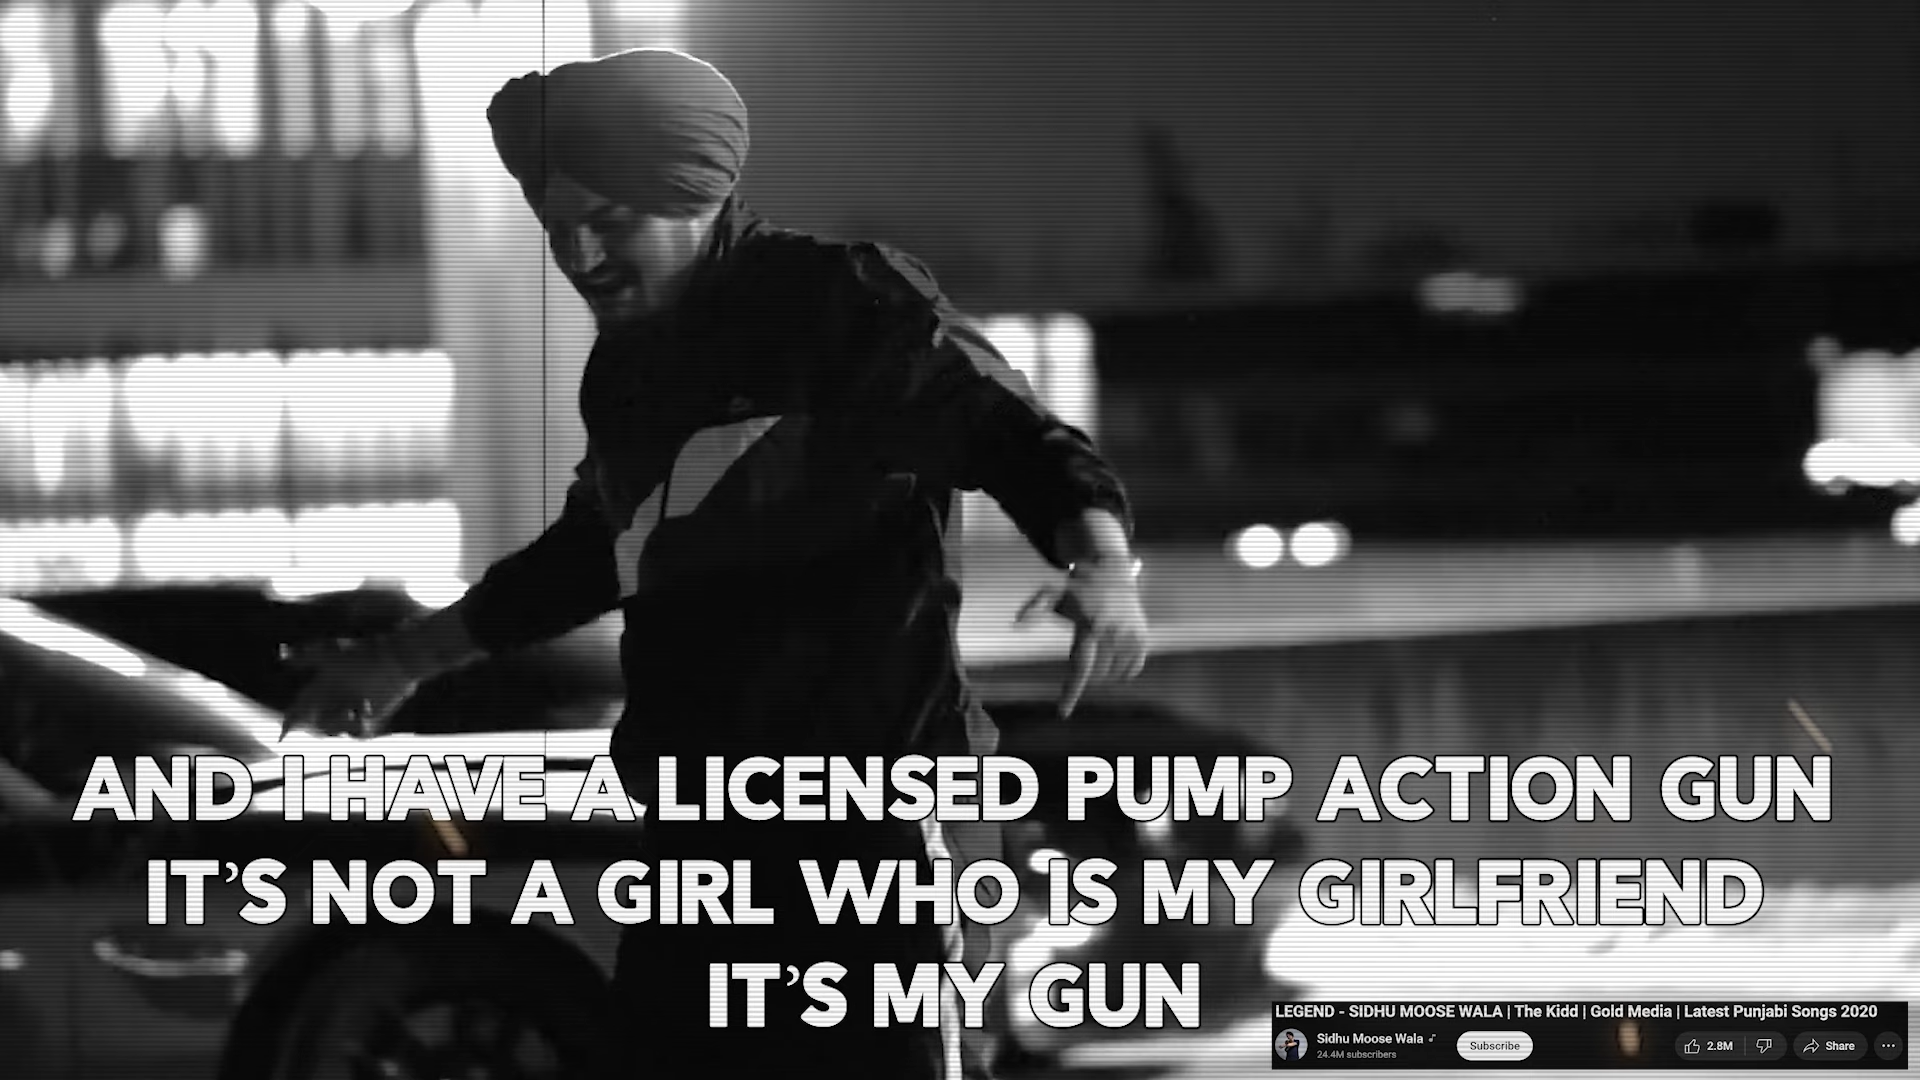 AND I HAVE A LICENSED PUMP ACTION GUN
IT'S NOT A GIRL WHO IS MY GIRLFRIEND
IT'S MY GUN
LEGEND - SIDHU MOOSE WALA | The Kidd | Gold Media | Latest Punjabi Songs 2020
Sidhu Moose Wala
24.4M subscribers
Subscribe
2.8M
Share